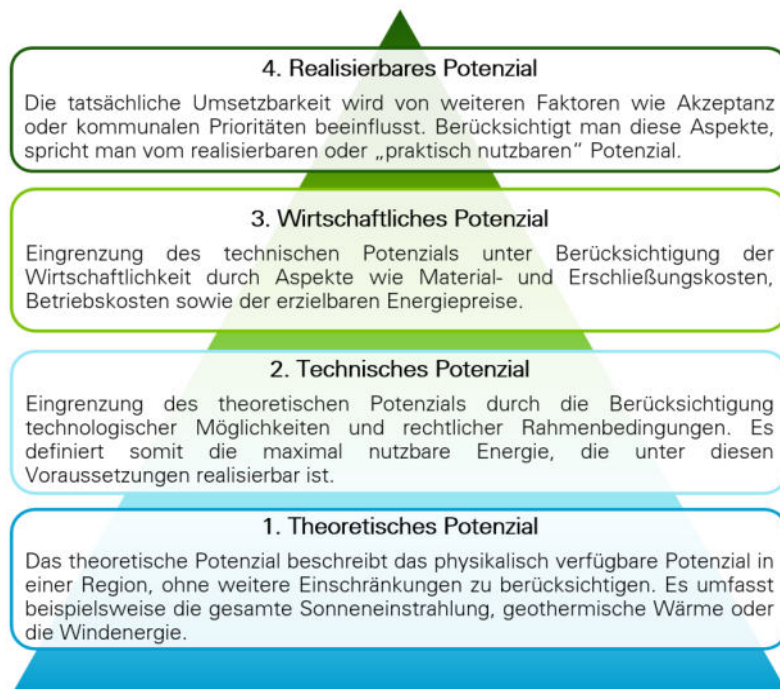 4. Realisierbares Potenzial
Die tatsächliche Umsetzbarkeit wird von weiteren Faktoren wie Akzeptanz
oder kommunalen Prioritäten beeinflusst. Berücksichtigt man diese Aspekte,
spricht man vom realisierbaren oder „praktisch nutzbaren“ Potenzial.
3. Wirtschaftliches Potenzial
Eingrenzung des technischen Potenzials unter Berücksichtigung der
Wirtschaftlichkeit durch Aspekte wie Material- und Erschließungskosten,
Betriebskosten sowie der erzielbaren Energiepreise.
2. Technisches Potenzial
Eingrenzung des theoretischen Potenzials durch die Berücksichtigung
technologischer Möglichkeiten und rechtlicher Rahmenbedingungen. Es
definiert somit die maximal nutzbare Energie, die unter diesen
Voraussetzungen realisierbar ist.
1. Theoretisches Potenzial
Das theoretische Potenzial beschreibt das physikalisch verfügbare Potenzial in
einer Region, ohne weitere Einschränkungen zu berücksichtigen. Es umfasst
beispielsweise die gesamte Sonneneinstrahlung, geothermische Wärme oder
die Windenergie.